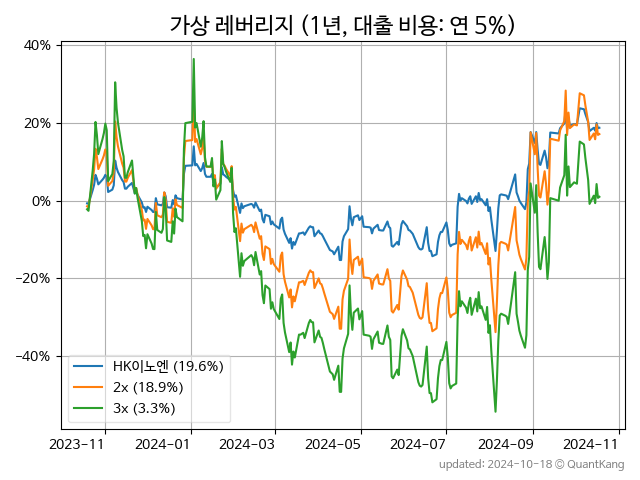 가상 레버리지 (1년, 대출 비용: 연 5%)
40%
20%
0%
−20%
−40%
HK이노엔 (19.6%)
2x (18.9%)
3x (3.3%)
2023-11 2024-01 2024-03 2024-05 2024-07 2024-09 2024-11
updated: 2024-10-18 © QuantKang